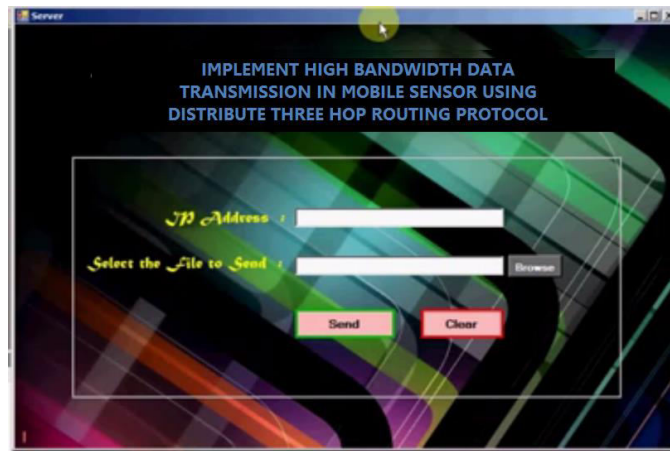 Server
IMPLEMENT HIGH BANDWIDTH DATA
TRANSMISSION IN MOBILE SENSOR USING
DISTRIBUTE THREE HOP ROUTING PROTOCOL
IP Address :
Select the File to Send :
Browse
Send
Clear